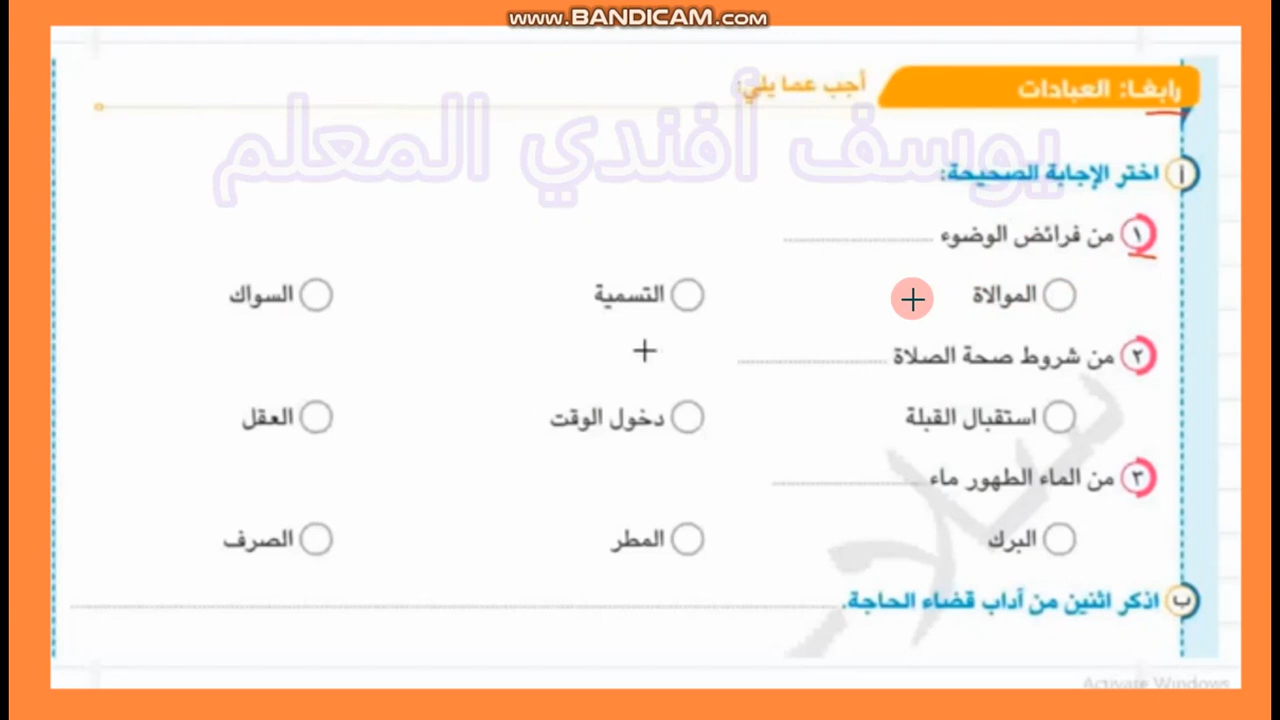 www.BANDICAM.com
رابعًا: العبادات أجب عما يلي:
يوسف أفندي المعلم
أ اختر الإجابة الصحيحة:
١ من فرائض الوضوء ....................
الموالاة التسمية السواك
٢ من شروط صحة الصلاة ....................
استقبال القبلة دخول الوقت العقل
٣ من الماء الطهور ماء ....................
البرك المطر الصرف
ب اذكر اثنين من آداب قضاء الحاجة. ....................
Activate Windows